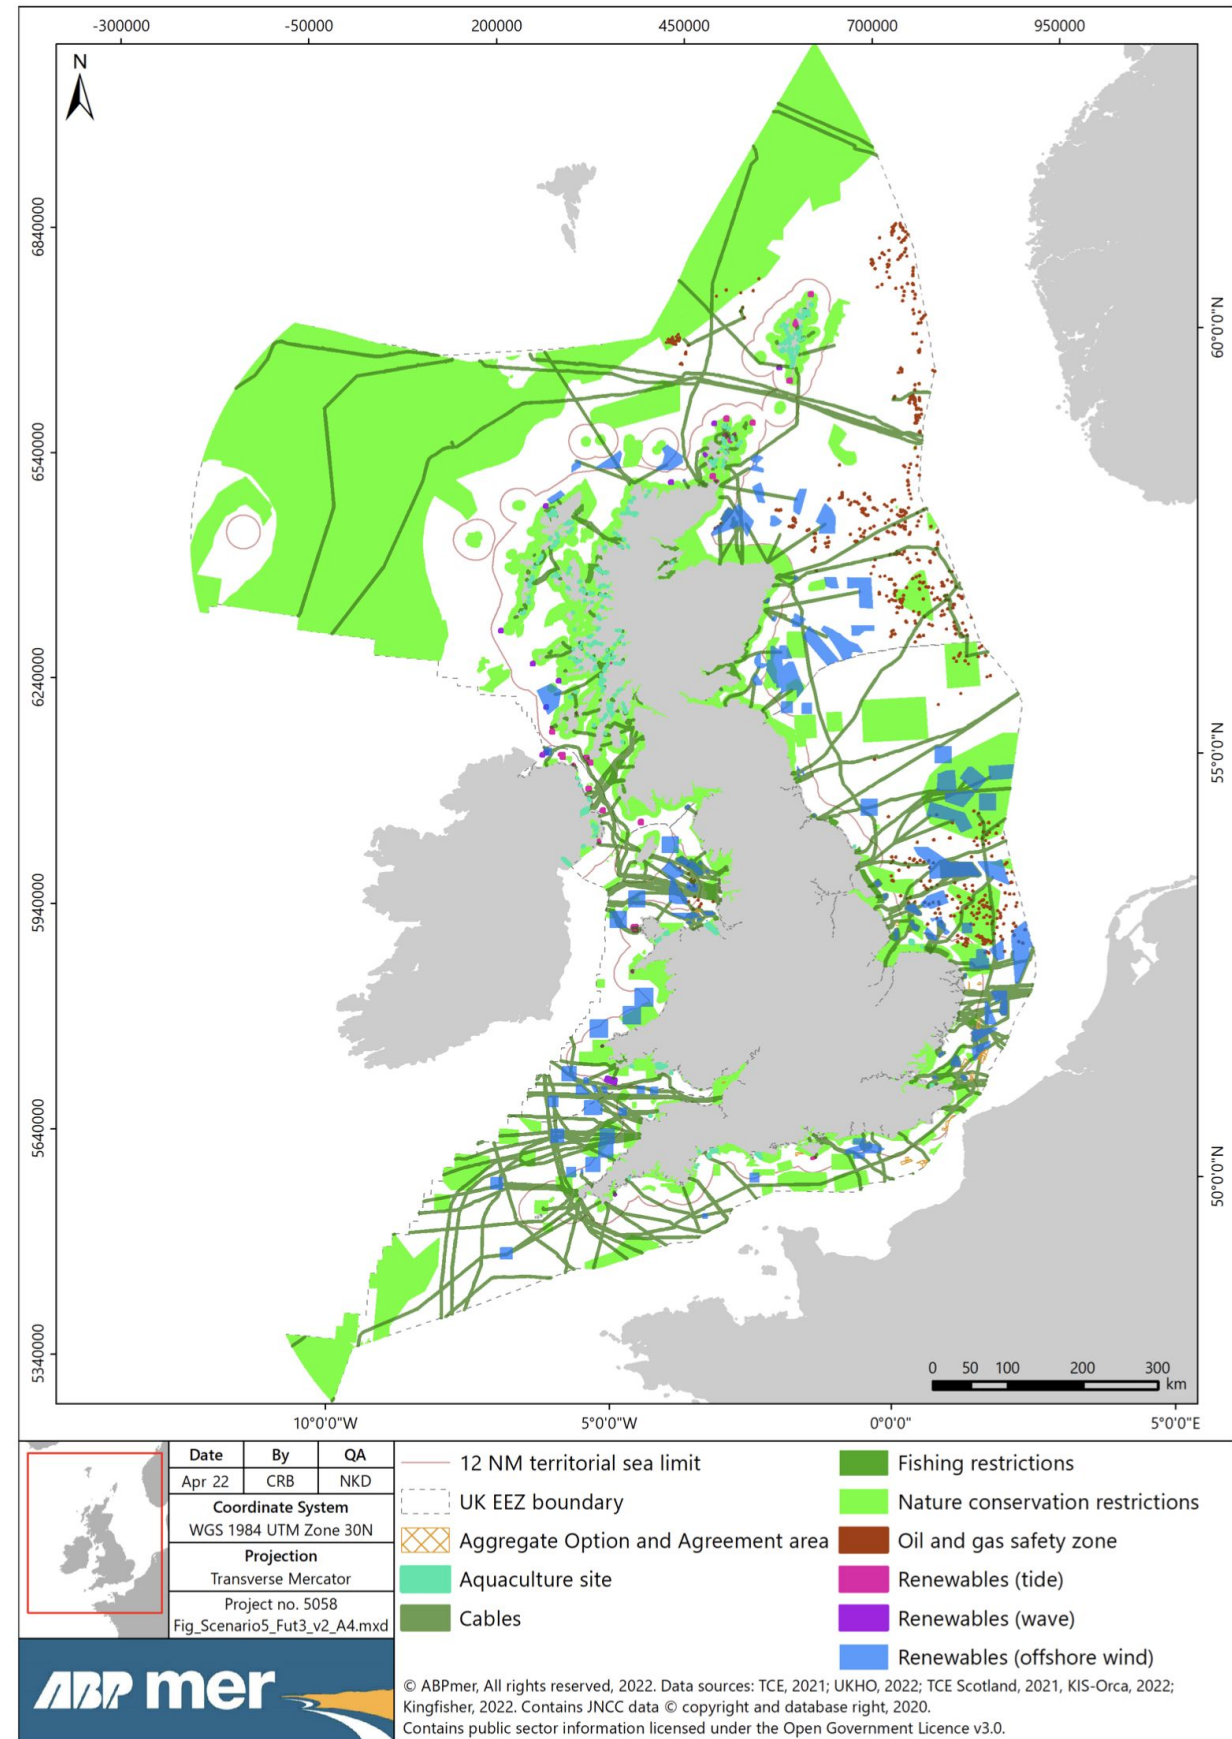 -300000 -50000 200000 450000 700000 950000
N
6840000
6540000
6240000
5940000
5640000
5340000
60°0'0"N
55°0'0"N
50°0'0"N
0 50 100 200 300
km
10°0'0"W 5°0'0"W 0°0'0" 5°0'0"E
Date By QA
Apr 22 CRB NKD
Coordinate System
WGS 1984 UTM Zone 30N
Projection
Transverse Mercator
Project no. 5058
Fig_Scenario5_Fut3_v2_A4.mxd
ABPmer
12 NM territorial sea limit
UK EEZ boundary
Aggregate Option and Agreement area
Aquaculture site
Cables
Fishing restrictions
Nature conservation restrictions
Oil and gas safety zone
Renewables (tide)
Renewables (wave)
Renewables (offshore wind)
© ABPmer, All rights reserved, 2022. Data sources: TCE, 2021; UKHO, 2022; TCE Scotland, 2021, KIS-Orca, 2022;
Kingfisher, 2022. Contains JNCC data © copyright and database right, 2020.
Contains public sector information licensed under the Open Government Licence v3.0.